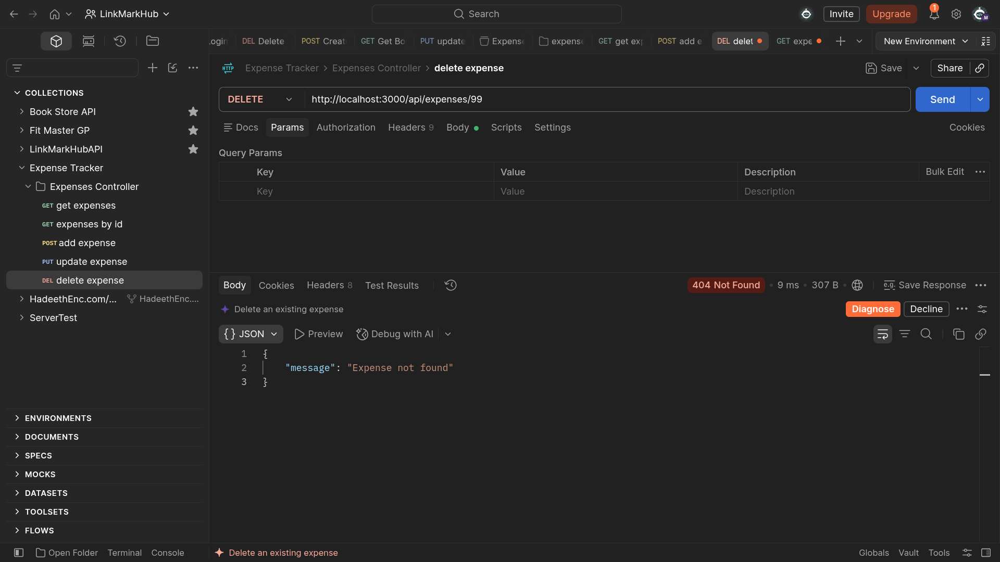 LinkMarkHub
Search
Invite
Upgrade
1
M
ogin
DEL Delete
POST Creat
GET Get Bo
PUT update
Expense
expense
GET get exp
POST add e
DEL delet
GET expe
New Environment
HTTP
Expense Tracker > Expenses Controller > delete expense
Save
Share
COLLECTIONS
Book Store API
Fit Master GP
LinkMarkHubAPI
Expense Tracker
Expenses Controller
GET get expenses
GET expenses by id
POST add expense
PUT update expense
DEL delete expense
HadeethEnc.com/... HadeethEnc....
ServerTest
ENVIRONMENTS
DOCUMENTS
SPECS
MOCKS
DATASETS
TOOLSETS
FLOWS
DELETE
http://localhost:3000/api/expenses/99
Send
Docs
Params
Authorization
Headers 9
Body
Scripts
Settings
Cookies
Query Params
Key Value Description Bulk Edit
Key Value Description
Body
Cookies
Headers 8
Test Results
404 Not Found
9 ms
307 B
e.g. Save Response
Delete an existing expense
Diagnose
Decline
{} JSON
Preview
Debug with AI
1 {
2 "message": "Expense not found"
3 }
Open Folder
Terminal
Console
Delete an existing expense
Globals
Vault
Tools